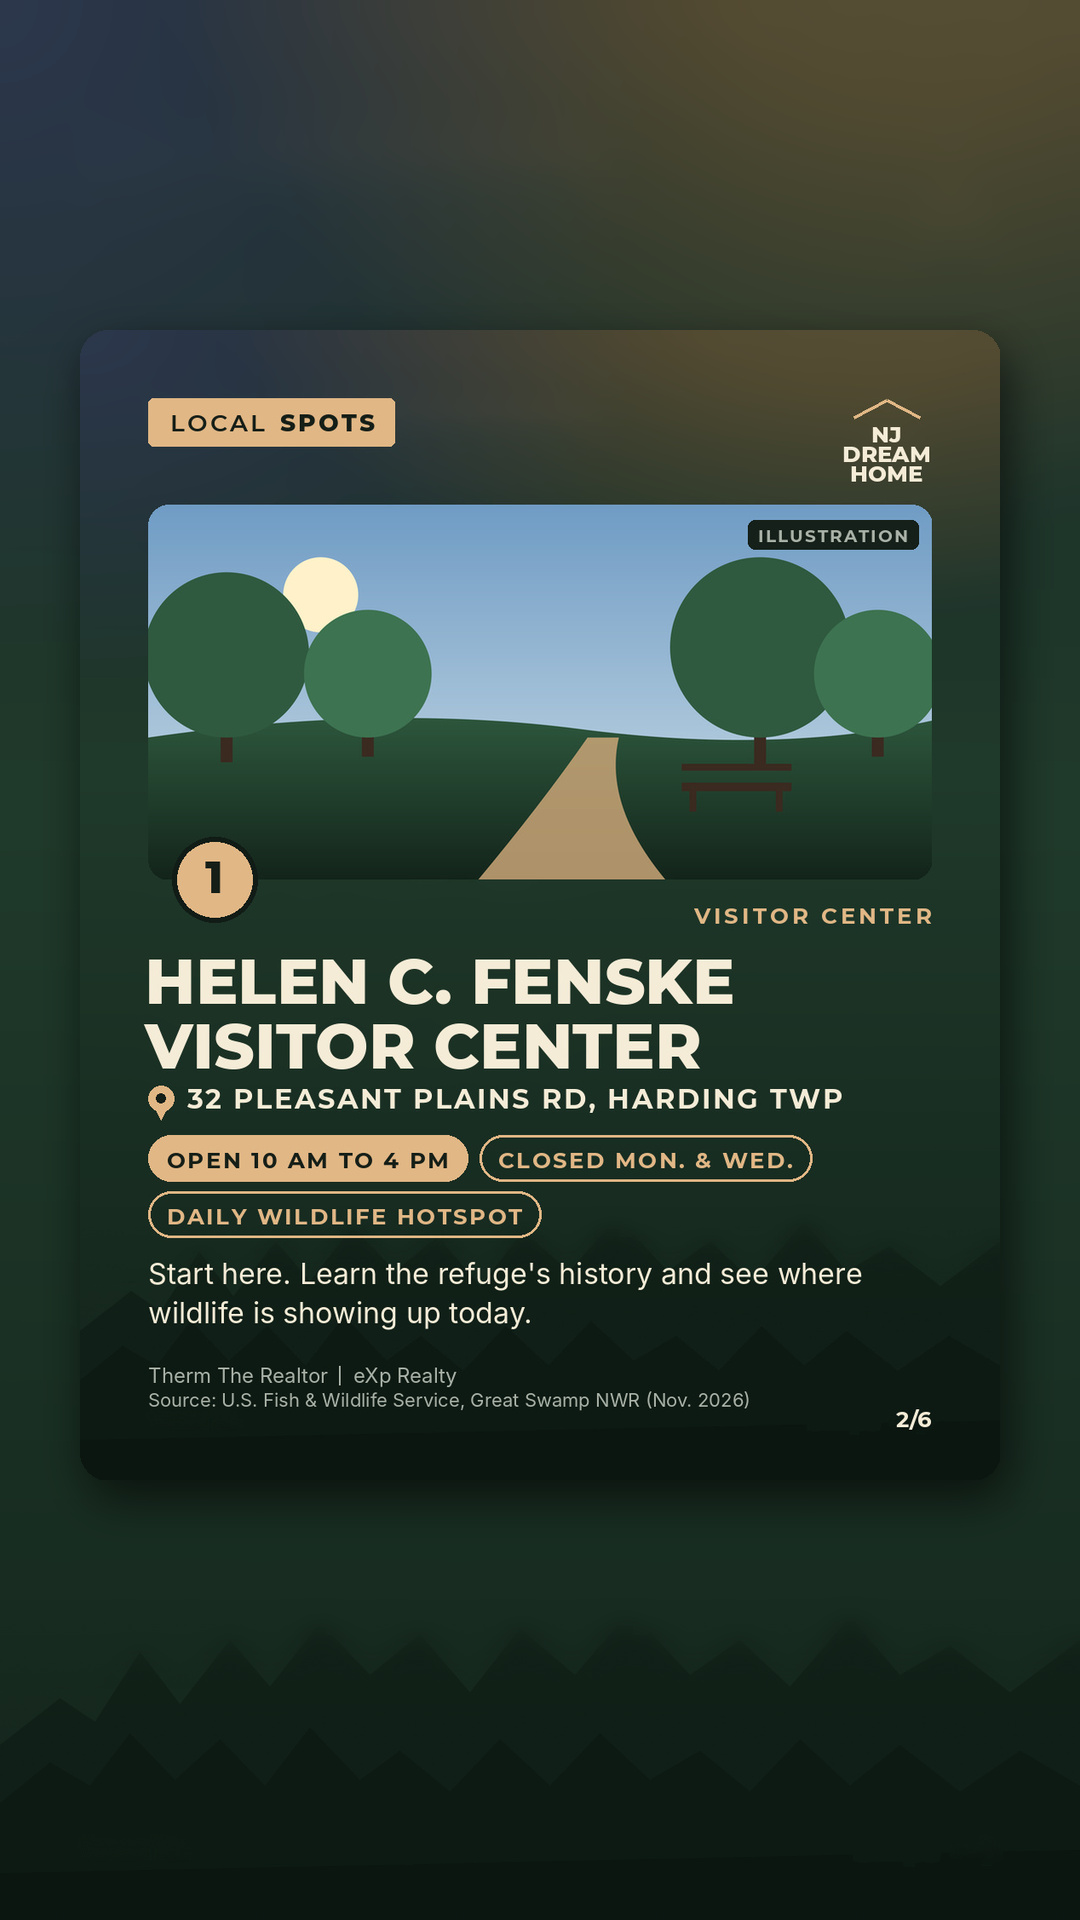 LOCAL SPOTS
NJ
DREAM
HOME
ILLUSTRATION
1
VISITOR CENTER
HELEN C. FENSKE
VISITOR CENTER
32 PLEASANT PLAINS RD, HARDING TWP
OPEN 10 AM TO 4 PM
CLOSED MON. & WED.
DAILY WILDLIFE HOTSPOT
Start here. Learn the refuge's history and see where
wildlife is showing up today.
Therm The Realtor | eXp Realty
Source: U.S. Fish & Wildlife Service, Great Swamp NWR (Nov. 2026)
2/6